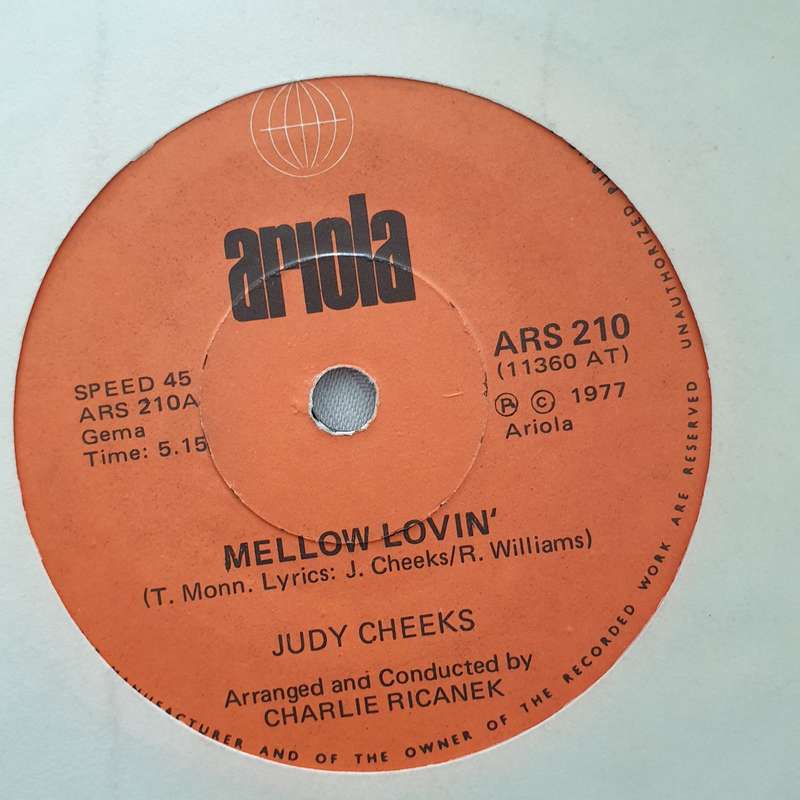 ariola
SPEED 45
ARS 210A
Gema
Time: 5.15
ARS 210
(11360 AT)
Ⓟ © 1977
Ariola
MELLOW LOVIN'
(T. Monn. Lyrics: J. Cheeks/R. Williams)
JUDY CHEEKS
Arranged and Conducted by
CHARLIE RICANEK
MANUFACTURER AND OF THE OWNER OF THE RECORDED WORK ARE RESERVED UNAUTHORIZED